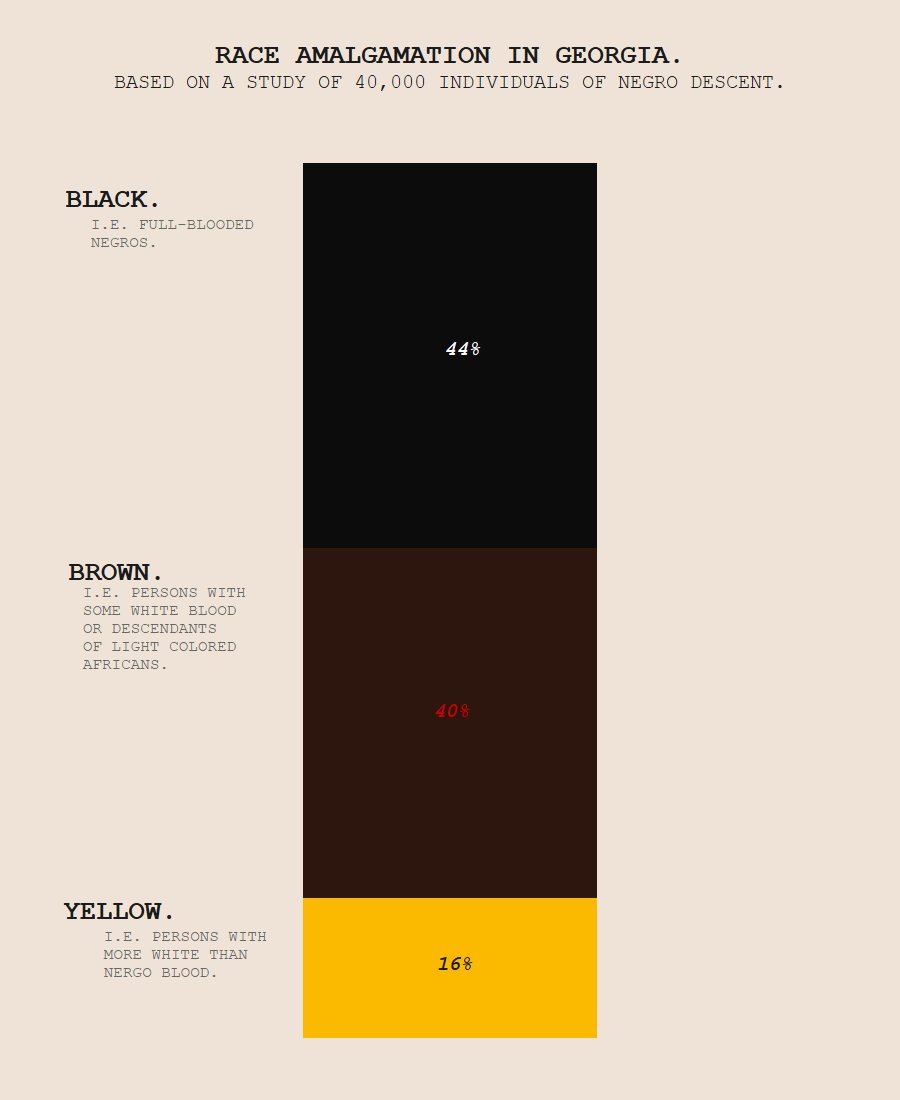 RACE AMALGAMATION IN GEORGIA.
BASED ON A STUDY OF 40,000 INDIVIDUALS OF NEGRO DESCENT.
BLACK.
I.E. FULL-BLOODED
NEGROS.
44%
BROWN.
I.E. PERSONS WITH
SOME WHITE BLOOD
OR DESCENDANTS
OF LIGHT COLORED
AFRICANS.
40%
YELLOW.
I.E. PERSONS WITH
MORE WHITE THAN
NERGO BLOOD.
16%